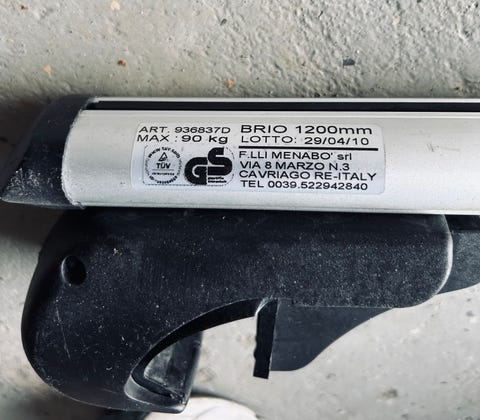 ART. 936837D BRIO 1200mm
MAX : 90 kg LOTTO: 29/04/10
TÜV
GS
F.LLI MENABO' srl
VIA 8 MARZO N.3
CAVRIAGO RE-ITALY
TEL 0039.522942840